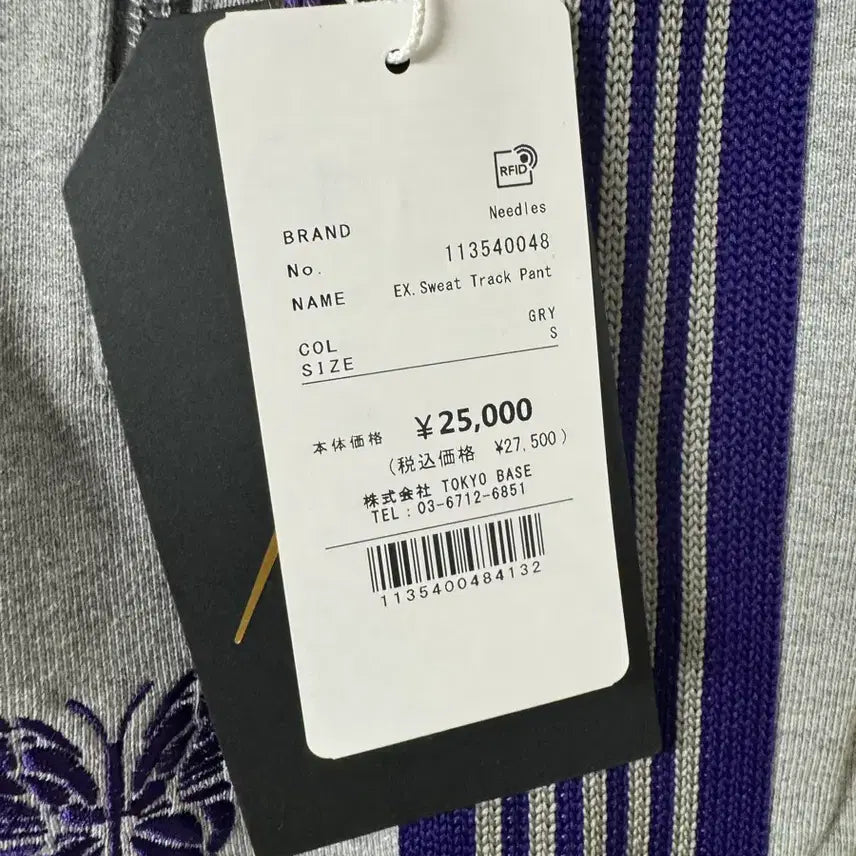 RFID
BRAND Needles
No. 113540048
NAME EX.Sweat Track Pant
COL GRY
SIZE S
本体価格 ¥25,000
(税込価格 ¥27,500)
株式会社 TOKYO BASE
TEL:03-6712-6851
1135400484132